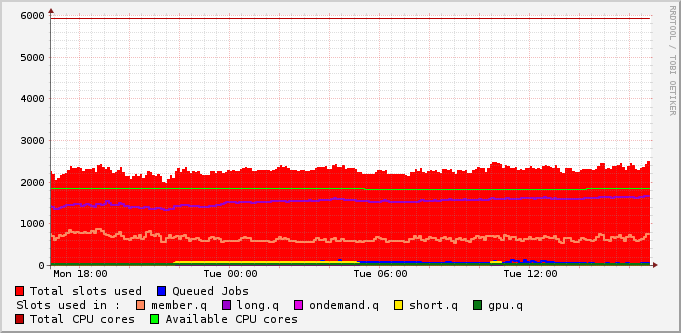 6000
5000
4000
3000
2000
1000
0
Mon 18:00 Tue 00:00 Tue 06:00 Tue 12:00
Total slots used Queued Jobs
Slots used in : member.q long.q ondemand.q short.q gpu.q
Total CPU cores Available CPU cores
RRDTOOL / TOBI OETIKER